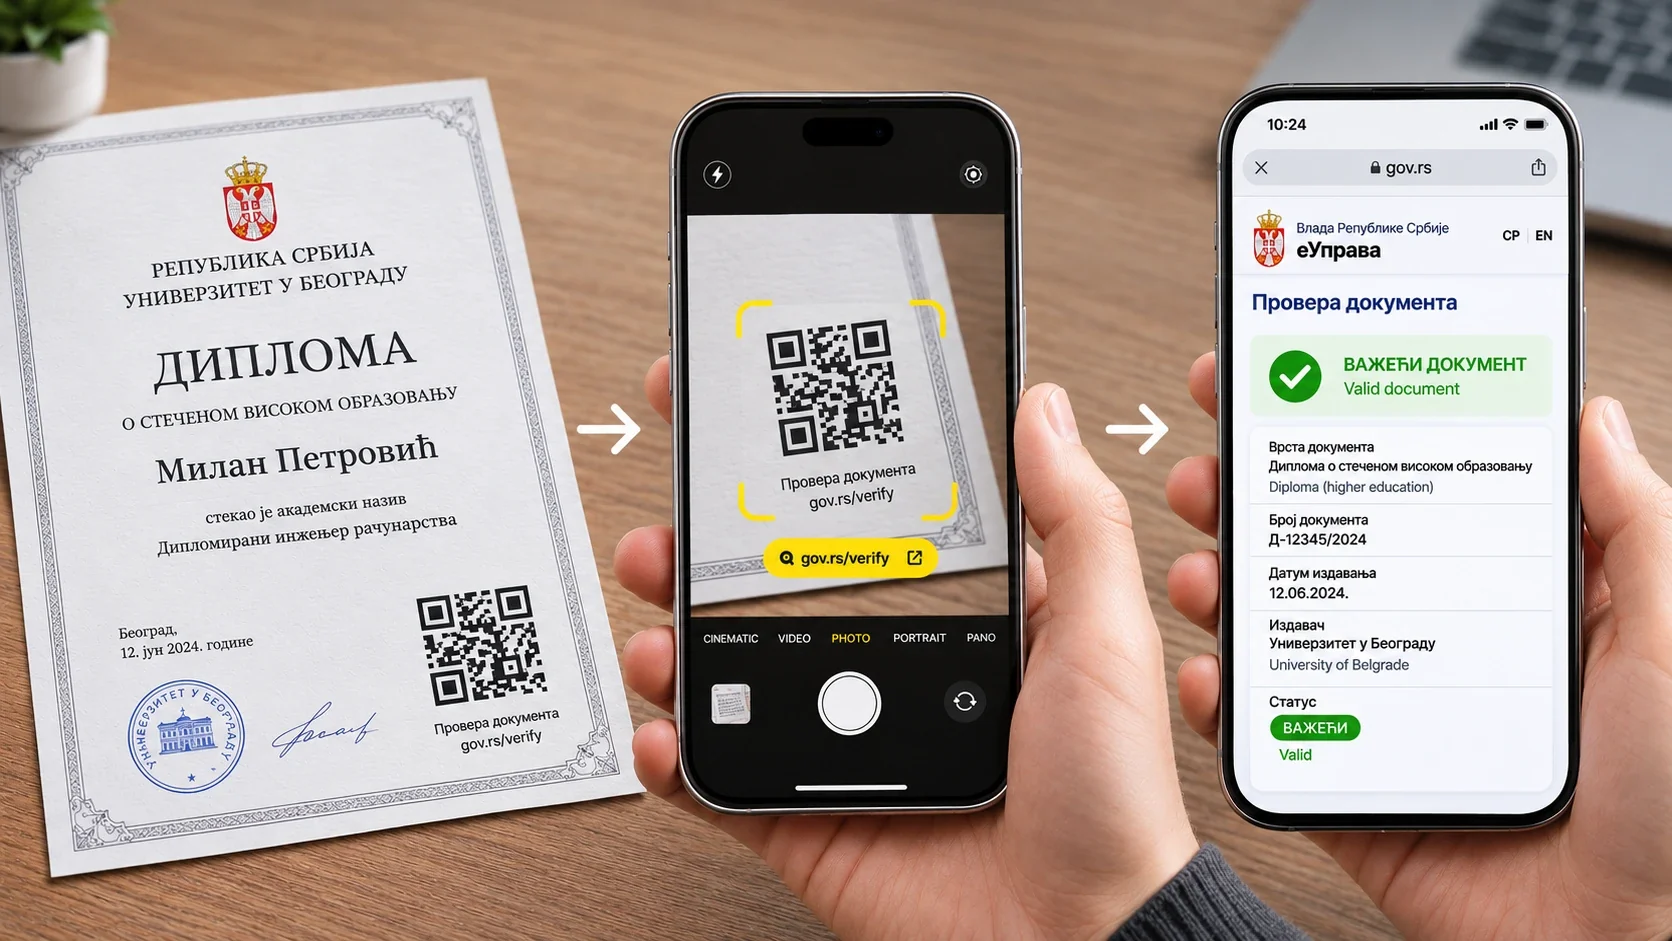 РЕПУБЛИКА СРБИЈА
УНИВЕРЗИТЕТ У БЕОГРАДУ
ДИПЛОМА
О СТЕЧЕНОМ ВИСОКОМ ОБРАЗОВАЊУ
Милан Петровић
стекао је академски назив
Дипломирани инжењер рачунарства
Београд,
12. јун 2024. године
УНИВЕРЗИТЕТ У БЕОГРАДУ
Провера документа
gov.rs/verify
Провера документа
gov.rs/verify
gov.rs/verify
CINEMATIC VIDEO PHOTO PORTRAIT PANO
10:24
gov.rs
Влада Републике Србије
еУправа
СР EN
Провера документа
ВАЖЕЋИ ДОКУМЕНТ
Valid document
Врста документа
Диплома о стеченом високом образовању
Diploma (higher education)
Број документа
Д-12345/2024
Датум издавања
12.06.2024.
Издавач
Универзитет у Београду
University of Belgrade
Статус
ВАЖЕЋИ
Valid